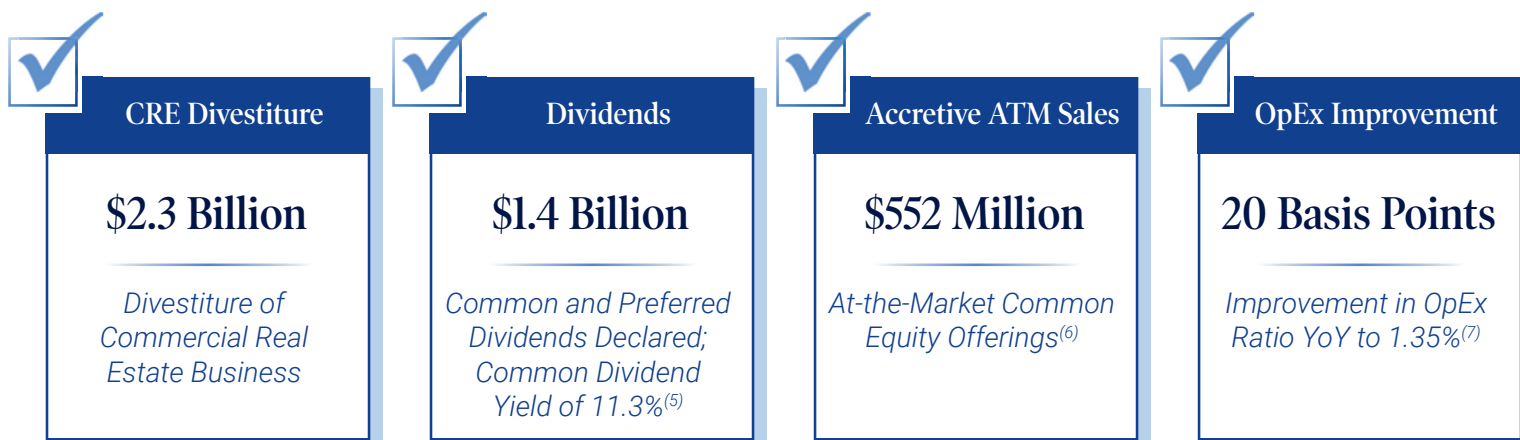 CRE Divestiture
$2.3 Billion
Divestiture of
Commercial Real
Estate Business
Dividends
$1.4 Billion
Common and Preferred
Dividends Declared;
Common Dividend
Yield of 11.3%(5)
Accretive ATM Sales
$552 Million
At-the-Market Common
Equity Offerings(6)
OpEx Improvement
20 Basis Points
Improvement in OpEx
Ratio YoY to 1.35%(7)